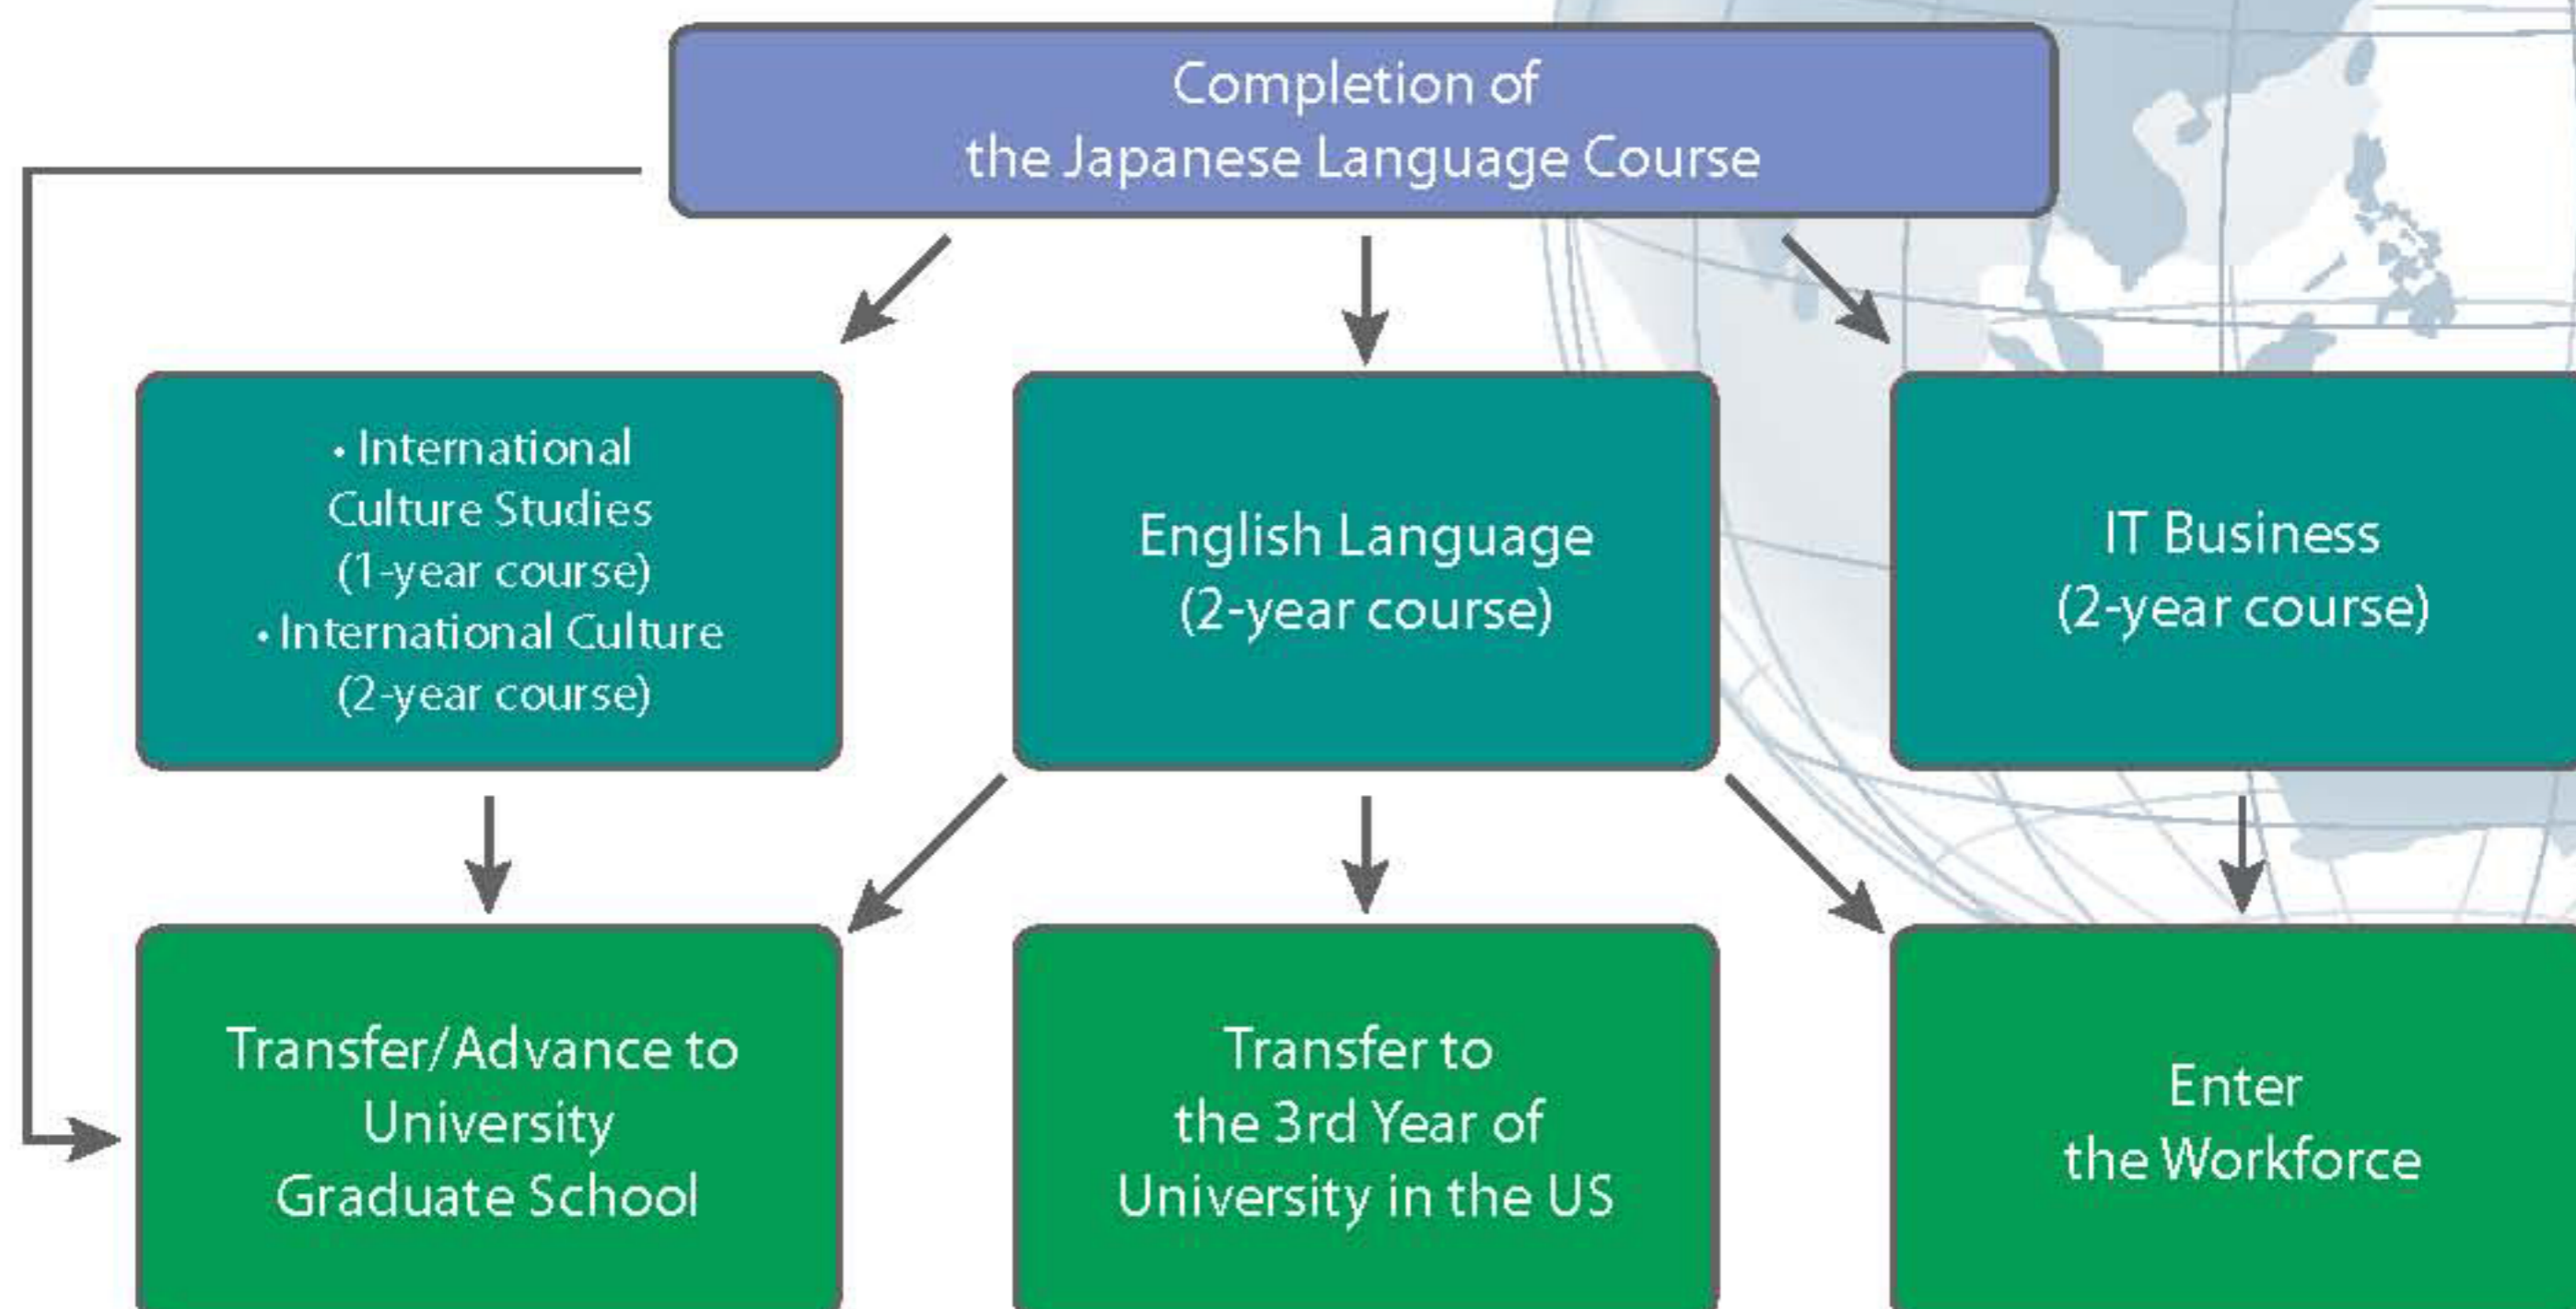 Completion of
the Japanese Language Course
• International
Culture Studies
(1-year course)
• International Culture
(2-year course)
English Language
(2-year course)
IT Business
(2-year course)
Transfer/Advance to
University
Graduate School
Transfer to
the 3rd Year of
University in the US
Enter
the Workforce